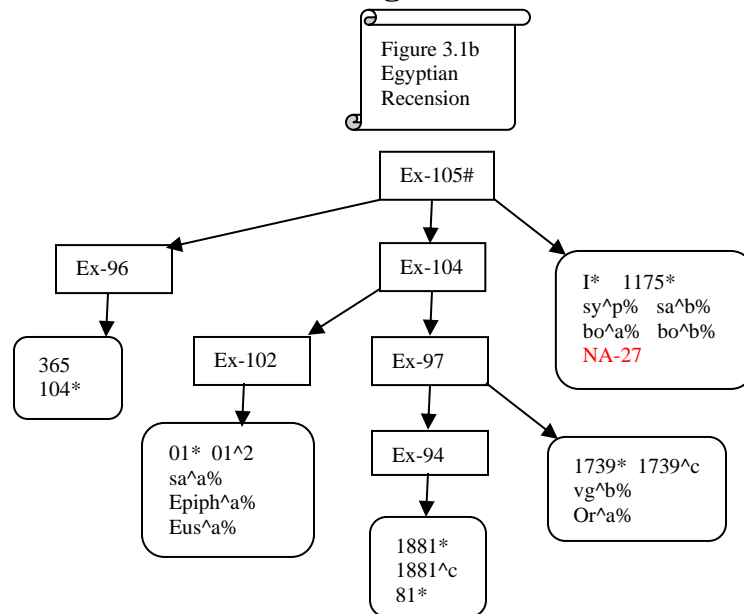 Figure 3.1b
Egyptian
Recension
Ex-105#
Ex-96
Ex-104
I* 1175*
sy^p% sa^b%
bo^a% bo^b%
NA-27
365
104*
Ex-102
Ex-97
01* 01^2
sa^a%
Epiph^a%
Eus^a%
Ex-94
1739* 1739^c
vg^b%
Or^a%
1881*
1881^c
81*